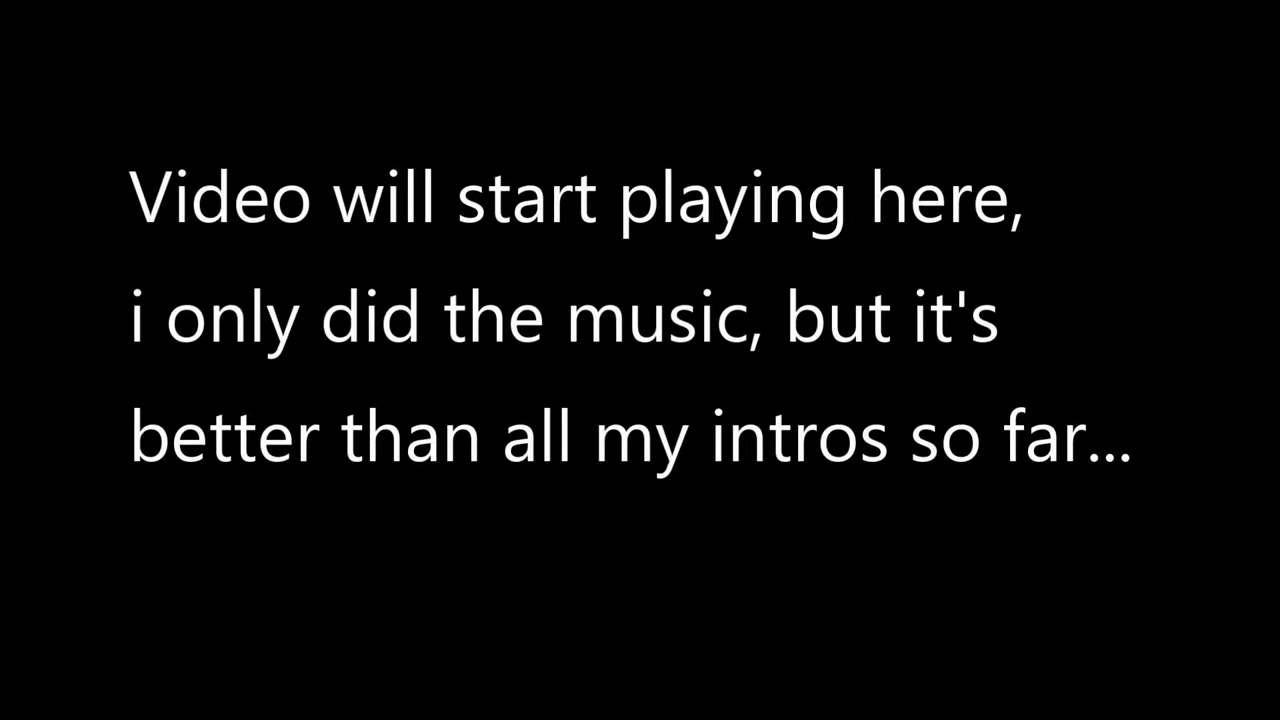 Video will start playing here,
i only did the music, but it's
better than all my intros so far...